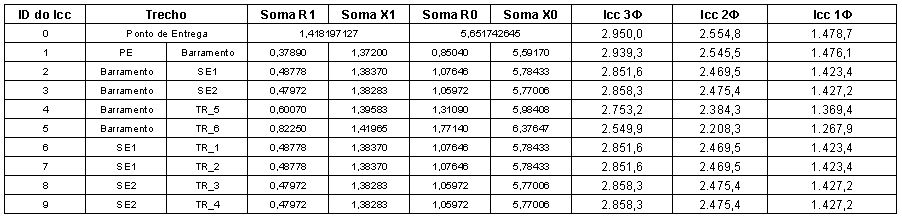 ID do Icc Trecho Soma R1 Soma X1 Soma R0 Soma X0 Icc 3Φ Icc 2Φ Icc 1Φ
0 Ponto de Entrega 1,418197127 5,651742645 2.950,0 2.554,8 1.478,7
1 PE Barramento 0,37890 1,37200 0,85040 5,59170 2.939,3 2.545,5 1.476,1
2 Barramento SE1 0,48778 1,38370 1,07646 5,78433 2.851,6 2.469,5 1.423,4
3 Barramento SE2 0,47972 1,38283 1,05972 5,77006 2.858,3 2.475,4 1.427,2
4 Barramento TR_5 0,60070 1,39583 1,31090 5,98408 2.753,2 2.384,3 1.369,4
5 Barramento TR_6 0,82250 1,41965 1,77140 6,37647 2.549,9 2.208,3 1.267,9
6 SE1 TR_1 0,48778 1,38370 1,07646 5,78433 2.851,6 2.469,5 1.423,4
7 SE1 TR_2 0,48778 1,38370 1,07646 5,78433 2.851,6 2.469,5 1.423,4
8 SE2 TR_3 0,47972 1,38283 1,05972 5,77006 2.858,3 2.475,4 1.427,2
9 SE2 TR_4 0,47972 1,38283 1,05972 5,77006 2.858,3 2.475,4 1.427,2